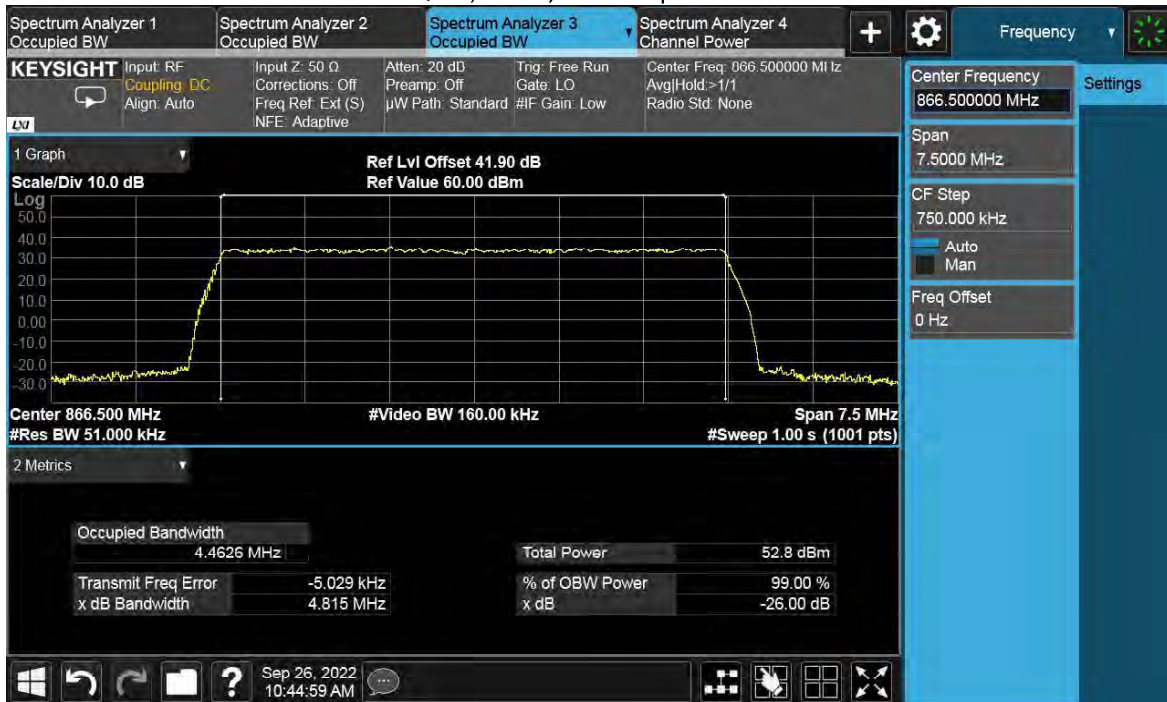 Spectrum Analyzer 1
Occupied BW
Spectrum Analyzer 2
Occupied BW
Spectrum Analyzer 3
Occupied BW
Spectrum Analyzer 4
Channel Power
+
Frequency
KEYSIGHT
LXI
Input: RF
Coupling: DC
Align: Auto
Input Z: 50 Ω
Corrections: Off
Freq Ref: Ext (S)
NFE: Adaptive
Atten: 20 dB
Preamp: Off
µW Path: Standard
Trig: Free Run
Gate: LO
#IF Gain: Low
Center Freq: 866.500000 MHz
Avg|Hold:>1/1
Radio Std: None
Center Frequency
866.500000 MHz
Settings
Span
7.5000 MHz
CF Step
750.000 kHz
Auto
Man
Freq Offset
0 Hz
1 Graph
Scale/Div 10.0 dB
Ref Lvl Offset 41.90 dB
Ref Value 60.00 dBm
Log
50.0
40.0
30.0
20.0
10.0
0.00
-10.0
-20.0
-30.0
Center 866.500 MHz
#Video BW 160.00 kHz
Span 7.5 MHz
#Res BW 51.000 kHz
#Sweep 1.00 s (1001 pts)
2 Metrics
Occupied Bandwidth
4.4626 MHz
Total Power 52.8 dBm
Transmit Freq Error -5.029 kHz
% of OBW Power 99.00 %
x dB Bandwidth 4.815 MHz
x dB -26.00 dB
?
Sep 26, 2022
10:44:59 AM